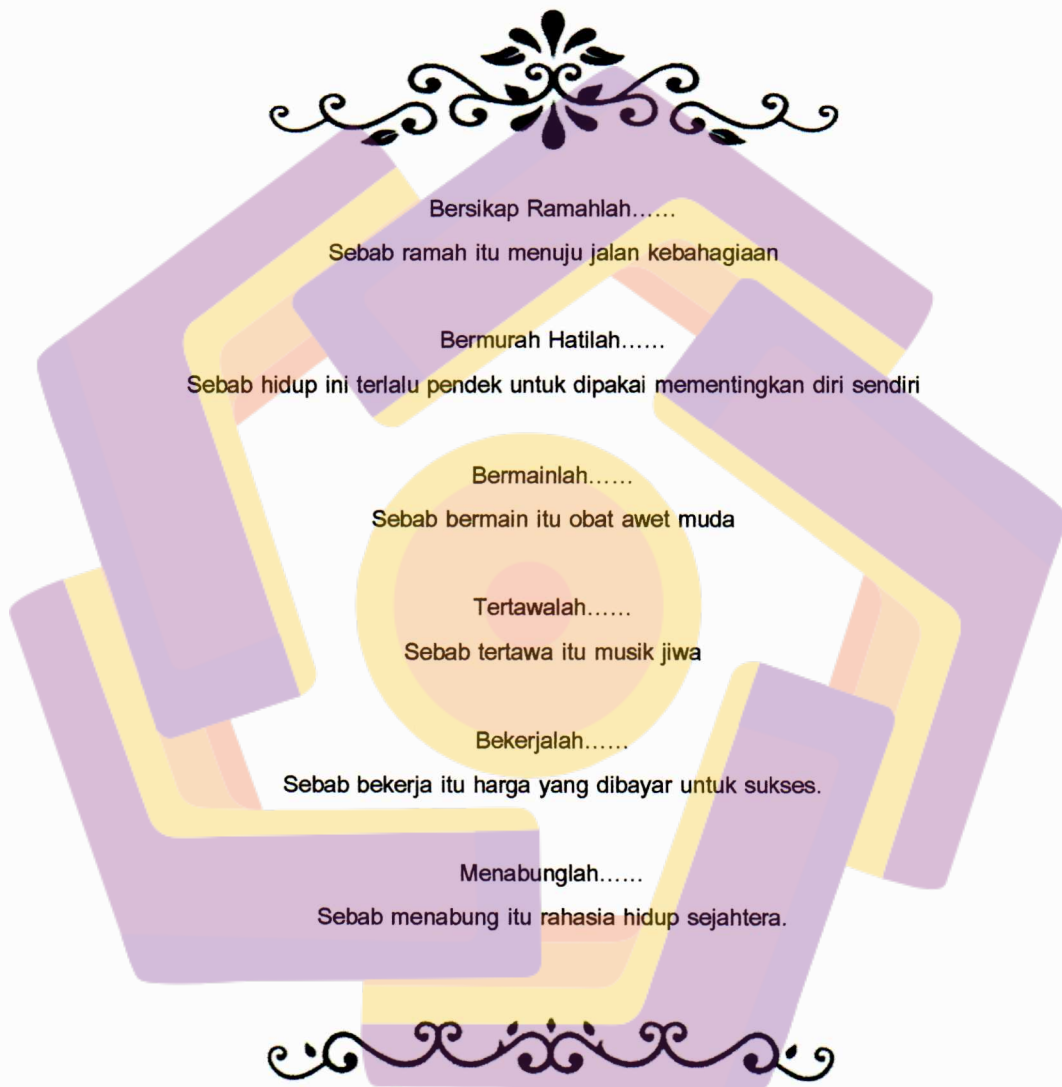 Bersikap Ramahlah……
Sebab ramah itu menuju jalan kebahagiaan
Bermurah Hatilah……
Sebab hidup ini terlalu pendek untuk dipakai mementingkan diri sendiri
Bermainlah……
Sebab bermain itu obat awet muda
Tertawalah……
Sebab tertawa itu musik jiwa
Bekerjalah……
Sebab bekerja itu harga yang dibayar untuk sukses.
Menabunglah……
Sebab menabung itu rahasia hidup sejahtera.